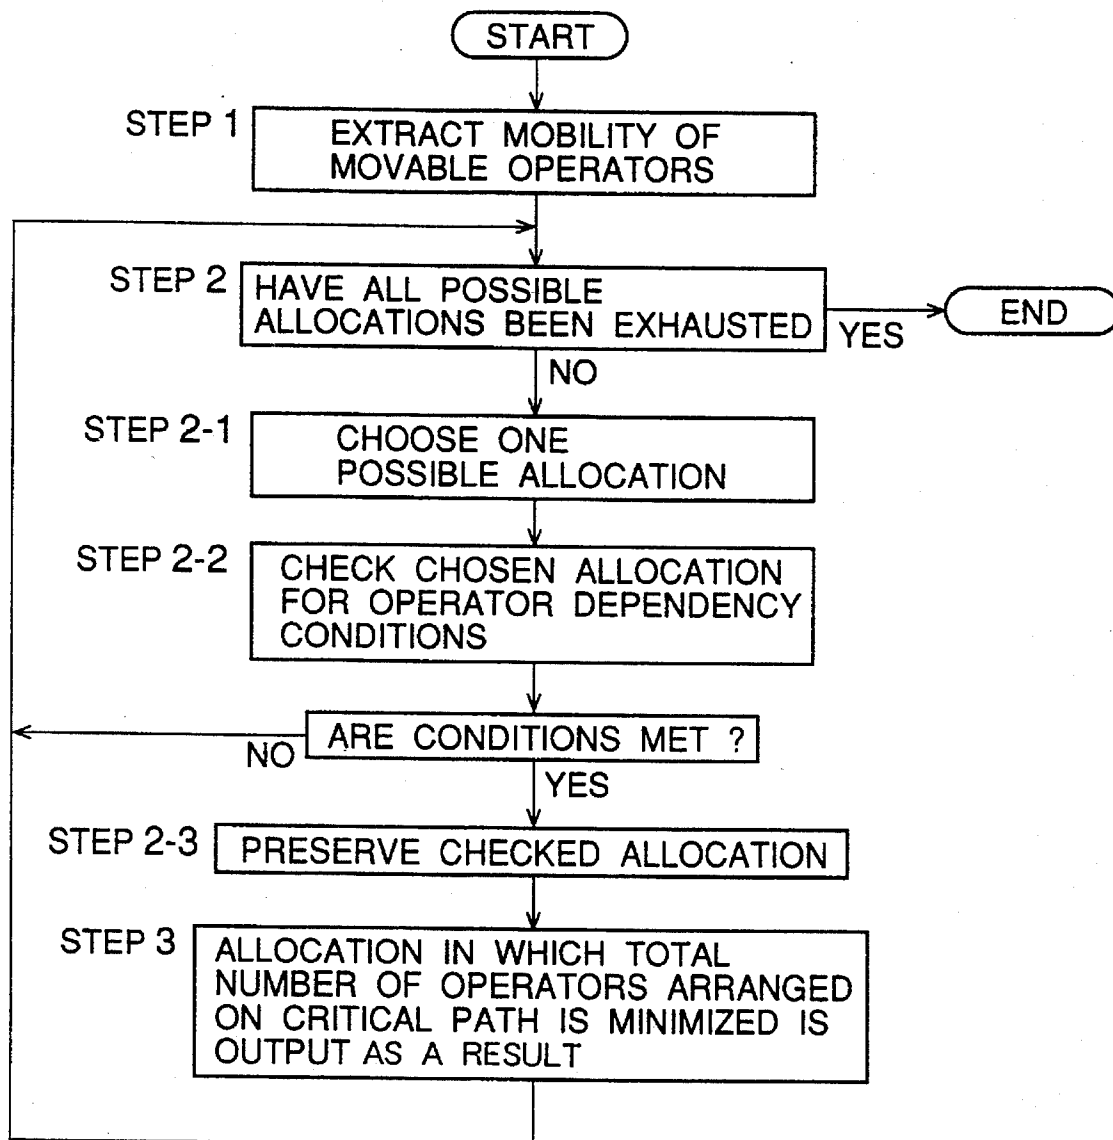 START
STEP 1
EXTRACT MOBILITY OF
MOVABLE OPERATORS
STEP 2
HAVE ALL POSSIBLE
ALLOCATIONS BEEN EXHAUSTED
YES
END
NO
STEP 2-1
CHOOSE ONE
POSSIBLE ALLOCATION
STEP 2-2
CHECK CHOSEN ALLOCATION
FOR OPERATOR DEPENDENCY
CONDITIONS
ARE CONDITIONS MET ?
NO
YES
STEP 2-3
PRESERVE CHECKED ALLOCATION
STEP 3
ALLOCATION IN WHICH TOTAL
NUMBER OF OPERATORS ARRANGED
ON CRITICAL PATH IS MINIMIZED IS
OUTPUT AS A RESULT